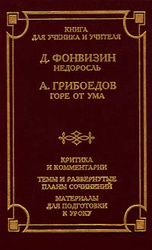 КНИГА
ДЛЯ УЧЕНИКА И УЧИТЕЛЯ
Д. ФОНВИЗИН
НЕДОРОСЛЬ
А. ГРИБОЕДОВ
ГОРЕ ОТ УМА
КРИТИКА
И КОММЕНТАРИИ
ТЕМЫ И РАЗВЕРНУТЫЕ
ПЛАНЫ СОЧИНЕНИЙ
МАТЕРИАЛЫ
ДЛЯ ПОДГОТОВКИ
К УРОКУ